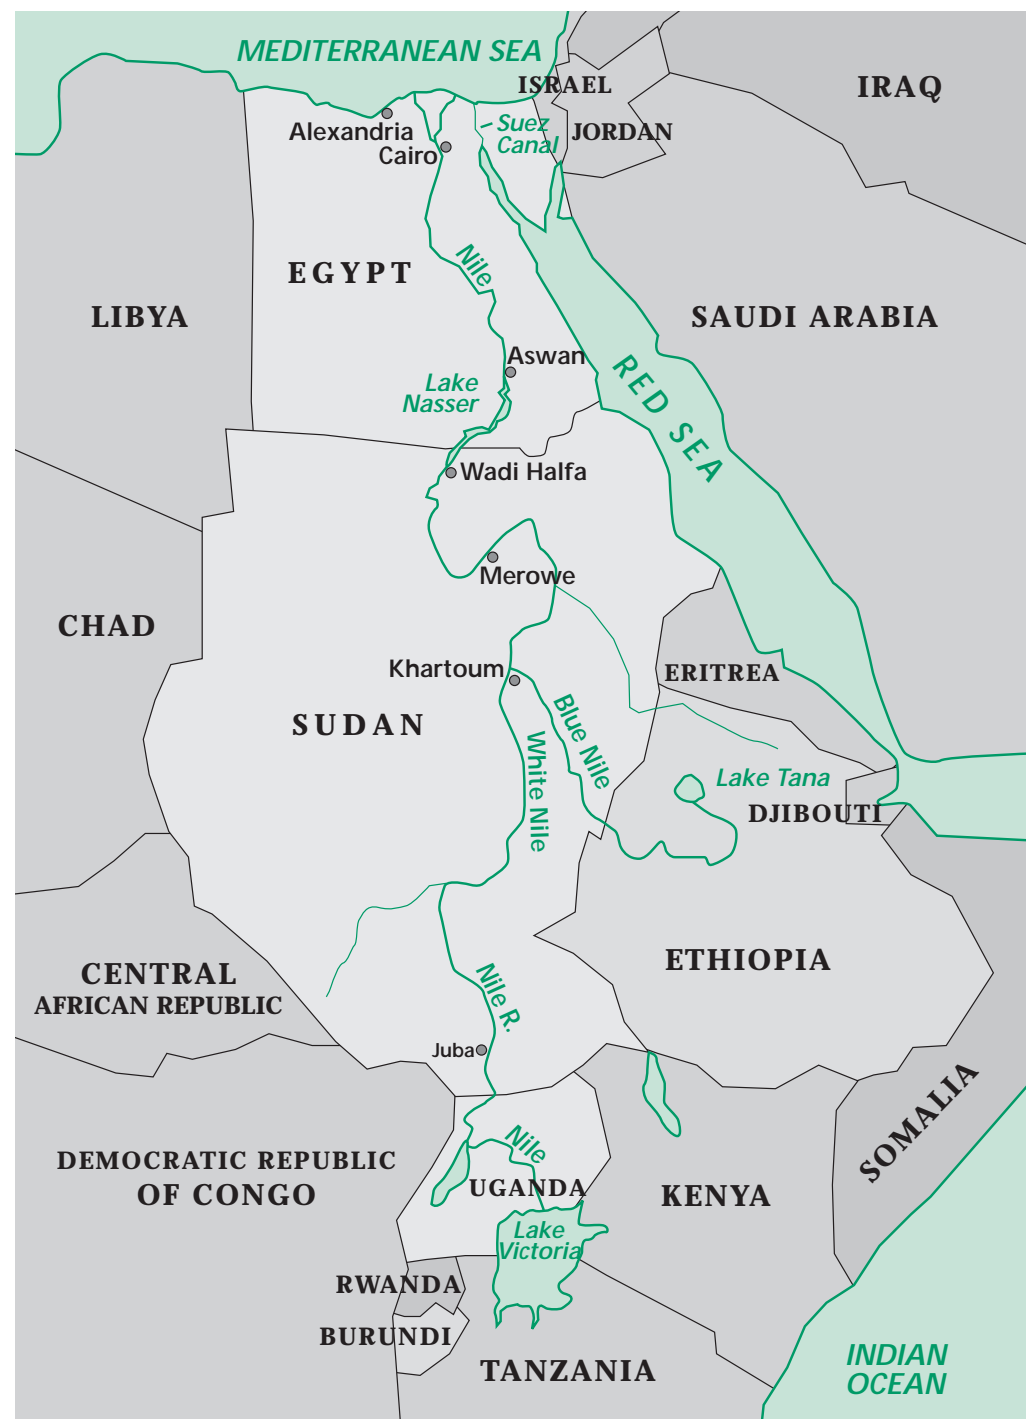 MEDITERRANEAN SEA
ISRAEL
IRAQ
Alexandria
Suez
Canal
JORDAN
Cairo
Nile
EGYPT
LIBYA
SAUDI ARABIA
Aswan
RED SEA
Lake
Nasser
Wadi Halfa
Merowe
CHAD
Khartoum
ERITREA
SUDAN
Blue Nile
White Nile
Lake Tana
DJIBOUTI
CENTRAL
AFRICAN REPUBLIC
ETHIOPIA
Nile R.
Juba
SOMALIA
DEMOCRATIC REPUBLIC
OF CONGO
Nile
UGANDA
KENYA
Lake
Victoria
RWANDA
BURUNDI
TANZANIA
INDIAN
OCEAN